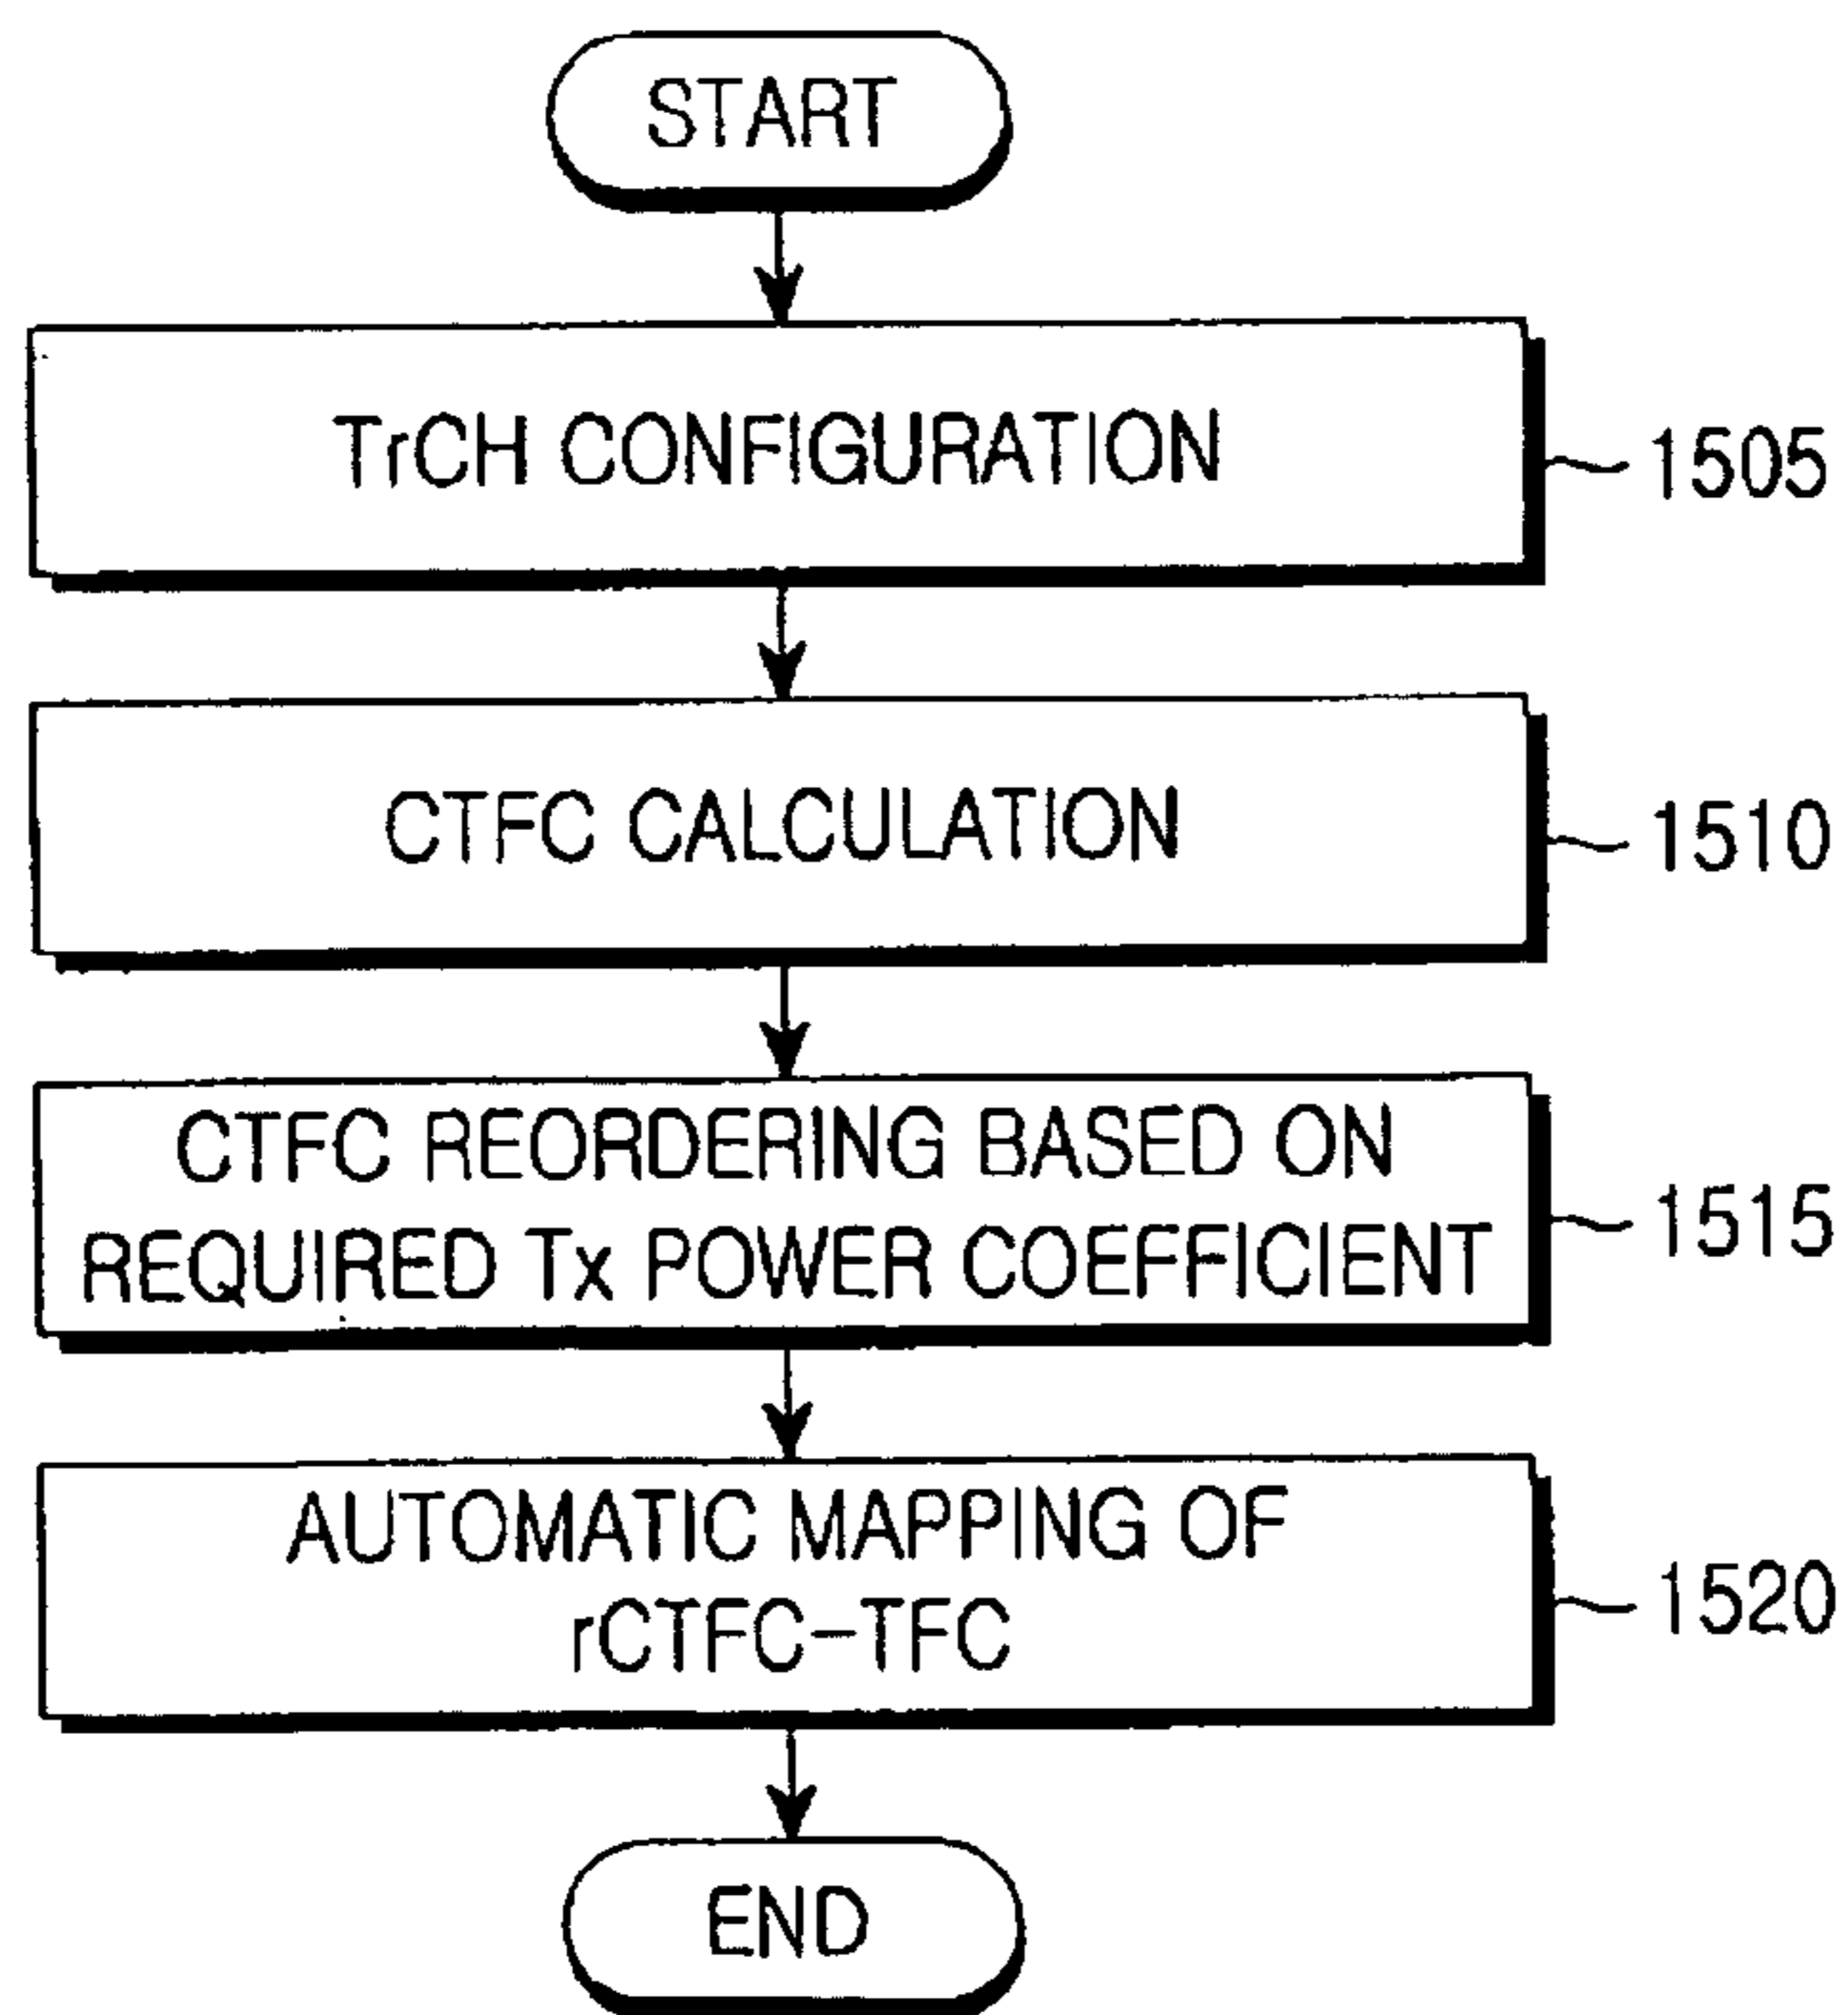 START
TrCH CONFIGURATION
1505
CTFC CALCULATION
1510
CTFC REORDERING BASED ON
REQUIRED Tx POWER COEFFICIENT
1515
AUTOMATIC MAPPING OF
rCTFC-TFC
1520
END